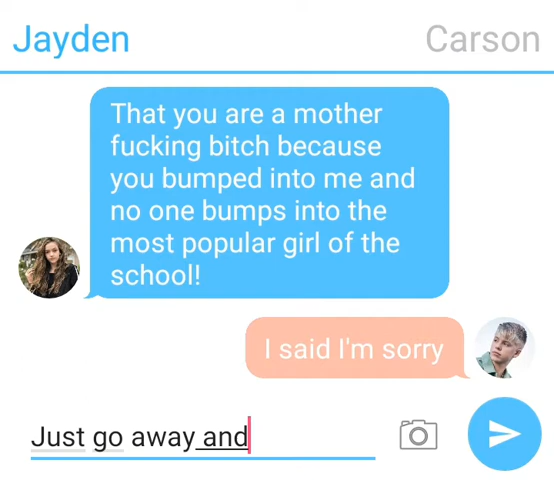 Jayden
Carson
That you are a mother
fucking bitch because
you bumped into me and
no one bumps into the
most popular girl of the
school!
I said I'm sorry
Just go away and